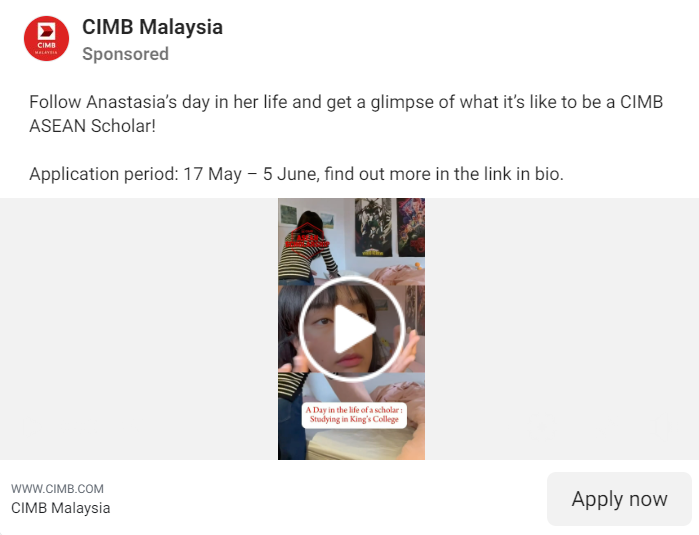 CIMB Malaysia
Sponsored
CIMB
MALAYSIA
Follow Anastasia's day in her life and get a glimpse of what it's like to be a CIMB
ASEAN Scholar!
Application period: 17 May – 5 June, find out more in the link in bio.
A Day in the life of a scholar :
Studying in King's College
WWW.CIMB.COM
CIMB Malaysia
Apply now